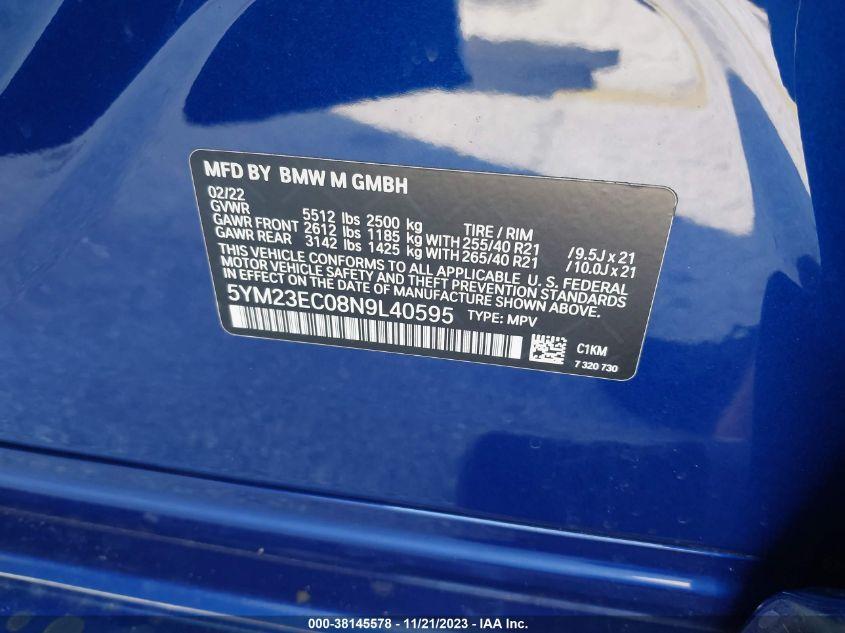 MFD BY BMW M GMBH
02/22
GVWR 5512 lbs 2500 kg TIRE / RIM
GAWR FRONT 2612 lbs 1185 kg WITH 255/40 R21 /9.5J x 21
GAWR REAR 3142 lbs 1425 kg WITH 265/40 R21 /10.0J x 21
THIS VEHICLE CONFORMS TO ALL APPLICABLE U. S. FEDERAL
MOTOR VEHICLE SAFETY AND THEFT PREVENTION STANDARDS
IN EFFECT ON THE DATE OF MANUFACTURE SHOWN ABOVE.
5YM23EC08N9L40595 TYPE: MPV
C1KM
7 320 730
000-38145578 - 11/21/2023 - IAA Inc.